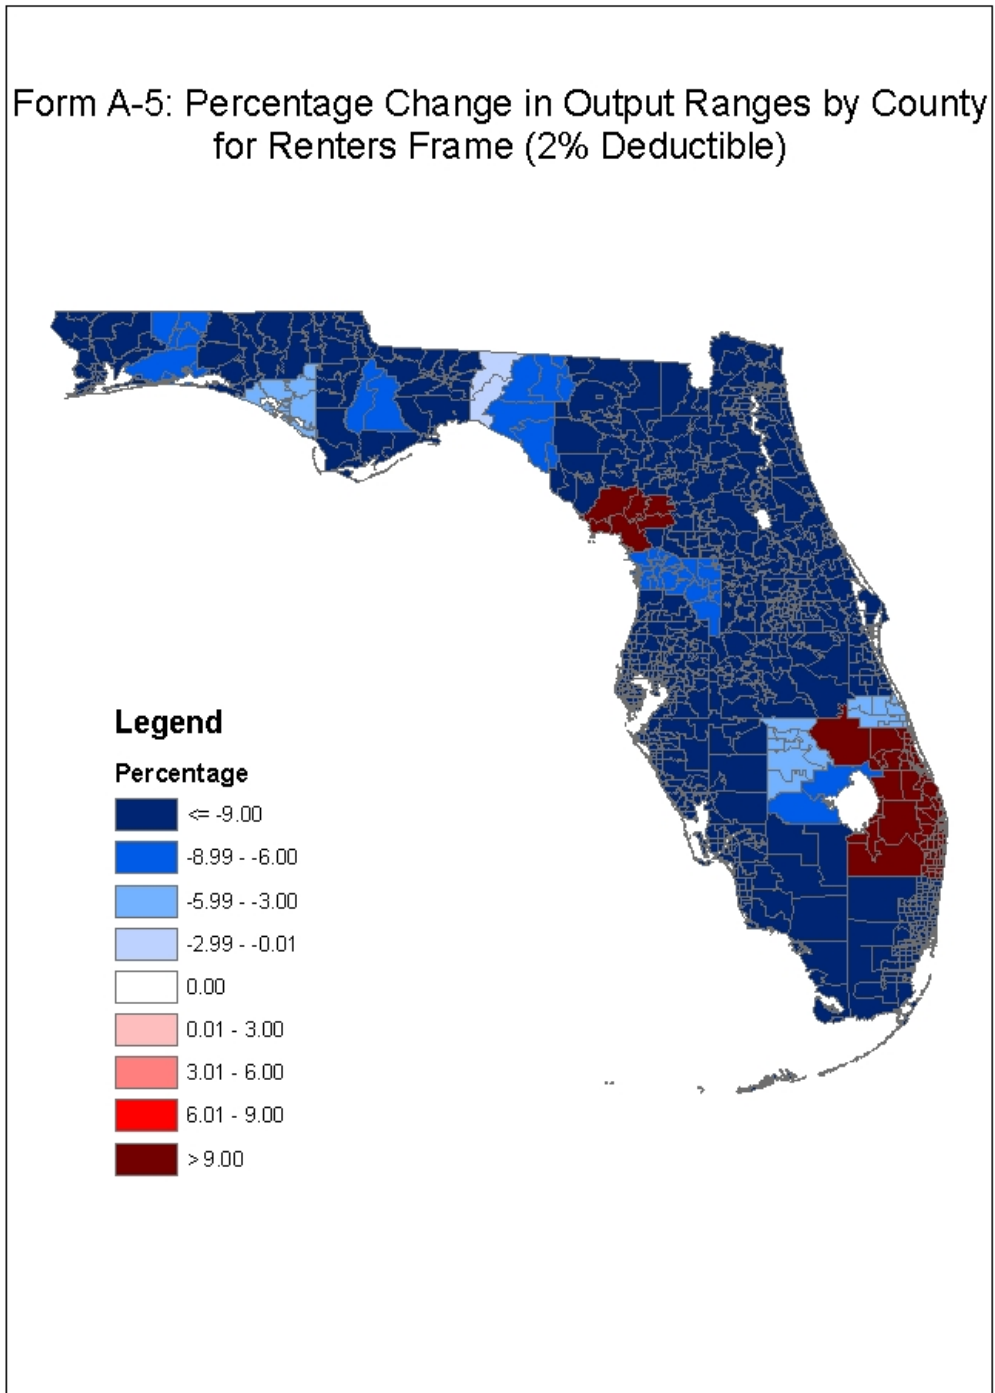 Form A-5: Percentage Change in Output Ranges by County
for Renters Frame (2% Deductible)
Legend
Percentage
<= -9.00
-8.99 - -6.00
-5.99 - -3.00
-2.99 - -0.01
0.00
0.01 - 3.00
3.01 - 6.00
6.01 - 9.00
> 9.00